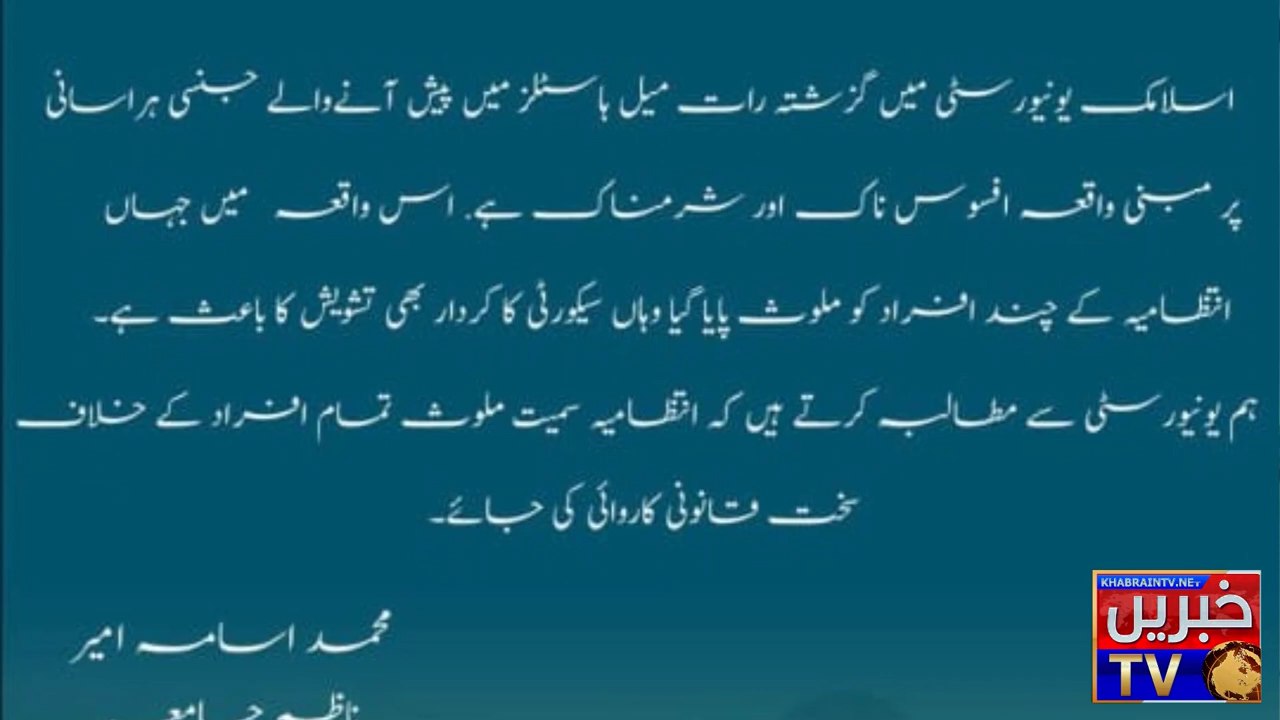 اسلامک یونیورسٹی میں گزشتہ رات میل ہاسٹلز میں پیش آنے والے جنسی ہراسانی
پر مبنی واقعہ افسوس ناک اور شرمناک ہے. اس واقعہ میں جہاں
انتظامیہ کے چند افراد کو ملوث پایا گیا وہاں سیکورٹی کا کردار بھی تشویش کا باعث ہے۔
ہم یونیورسٹی سے مطالبہ کرتے ہیں کہ انتظامیہ سمیت ملوث تمام افراد کے خلاف
سخت قانونی کاروائی کی جائے۔
محمد اسامہ امیر
ناظم جامعہ
KHABRAINTV.NET
خبریں
TV